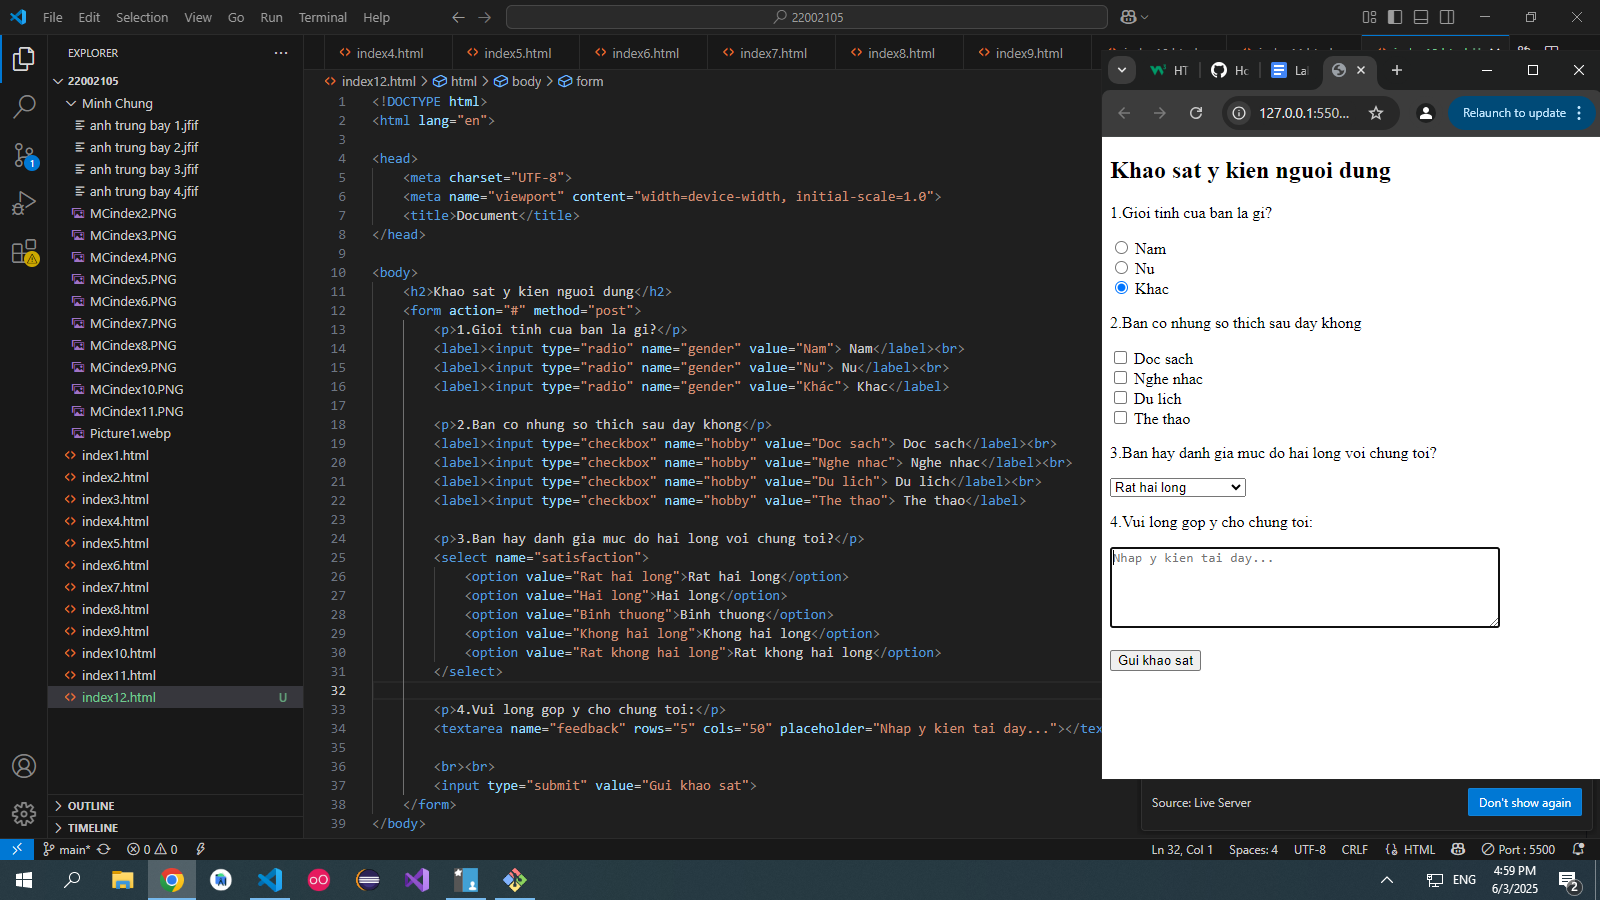 File Edit Selection View Go Run Terminal Help
22002105
EXPLORER
22002105
Minh Chung
anh trung bay 1.jfif
anh trung bay 2.jfif
anh trung bay 3.jfif
anh trung bay 4.jfif
MCindex2.PNG
MCindex3.PNG
MCindex4.PNG
MCindex5.PNG
MCindex6.PNG
MCindex7.PNG
MCindex8.PNG
MCindex9.PNG
MCindex10.PNG
MCindex11.PNG
Picture1.webp
index1.html
index2.html
index3.html
index4.html
index5.html
index6.html
index7.html
index8.html
index9.html
index10.html
index11.html
index12.html U
OUTLINE
TIMELINE
index4.html index5.html index6.html index7.html index8.html index9.html
index12.html > html > body > form
1 <!DOCTYPE html>
2 <html lang="en">
3
4 <head>
5 <meta charset="UTF-8">
6 <meta name="viewport" content="width=device-width, initial-scale=1.0">
7 <title>Document</title>
8 </head>
9
10 <body>
11 <h2>Khao sat y kien nguoi dung</h2>
12 <form action="#" method="post">
13 <p>1.Gioi tinh cua ban la gi?</p>
14 <label><input type="radio" name="gender" value="Nam"> Nam</label><br>
15 <label><input type="radio" name="gender" value="Nu"> Nu</label><br>
16 <label><input type="radio" name="gender" value="Khác"> Khac</label>
17
18 <p>2.Ban co nhung so thich sau day khong</p>
19 <label><input type="checkbox" name="hobby" value="Doc sach"> Doc sach</label><br>
20 <label><input type="checkbox" name="hobby" value="Nghe nhac"> Nghe nhac</label><br>
21 <label><input type="checkbox" name="hobby" value="Du lich"> Du lich</label><br>
22 <label><input type="checkbox" name="hobby" value="The thao"> The thao</label>
23
24 <p>3.Ban hay danh gia muc do hai long voi chung toi?</p>
25 <select name="satisfaction">
26 <option value="Rat hai long">Rat hai long</option>
27 <option value="Hai long">Hai long</option>
28 <option value="Binh thuong">Binh thuong</option>
29 <option value="Khong hai long">Khong hai long</option>
30 <option value="Rat khong hai long">Rat khong hai long</option>
31 </select>
32
33 <p>4.Vui long gop y cho chung toi:</p>
34 <textarea name="feedback" rows="5" cols="50" placeholder="Nhap y kien tai day..."></tex
35
36 <br><br>
37 <input type="submit" value="Gui khao sat">
38 </form>
39 </body>
HT Hc La
127.0.0.1:550... Relaunch to update
Khao sat y kien nguoi dung
1.Gioi tinh cua ban la gi?
Nam
Nu
Khac
2.Ban co nhung so thich sau day khong
Doc sach
Nghe nhac
Du lich
The thao
3.Ban hay danh gia muc do hai long voi chung toi?
Rat hai long
4.Vui long gop y cho chung toi:
Nhap y kien tai day...
Gui khao sat
Source: Live Server Don't show again
main* 0 0 Ln 32, Col 1 Spaces: 4 UTF-8 CRLF HTML Port : 5500
ENG 4:59 PM
6/3/2025 2